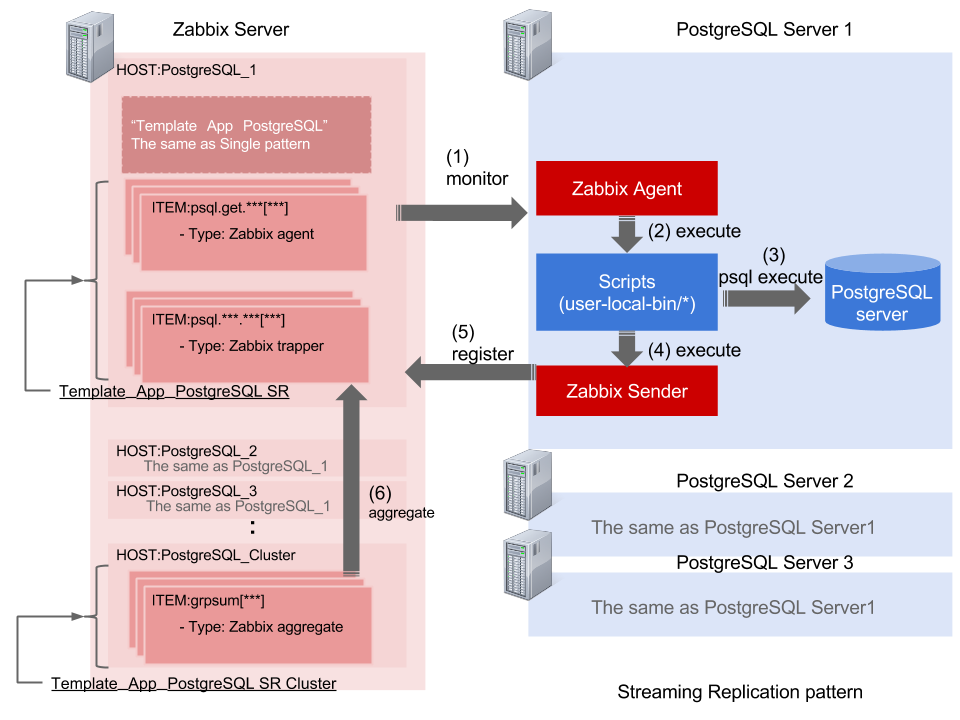 Zabbix Server
HOST:PostgreSQL_1
“Template App PostgreSQL”
The same as Single pattern
ITEM:psql.get.***[***]
- Type: Zabbix agent
ITEM:psql.***.***[***]
- Type: Zabbix trapper
Template_App_PostgreSQL SR
HOST:PostgreSQL_2
The same as PostgreSQL_1
HOST:PostgreSQL_3
The same as PostgreSQL_1
:
HOST:PostgreSQL_Cluster
ITEM:grpsum[***]
- Type: Zabbix aggregate
Template_App_PostgreSQL SR Cluster
(1)
monitor
(5)
register
(6)
aggregate
PostgreSQL Server 1
Zabbix Agent
(2) execute
Scripts
(user-local-bin/*)
(3)
psql execute
PostgreSQL
server
(4) execute
Zabbix Sender
PostgreSQL Server 2
The same as PostgreSQL Server1
PostgreSQL Server 3
The same as PostgreSQL Server1
Streaming Replication pattern